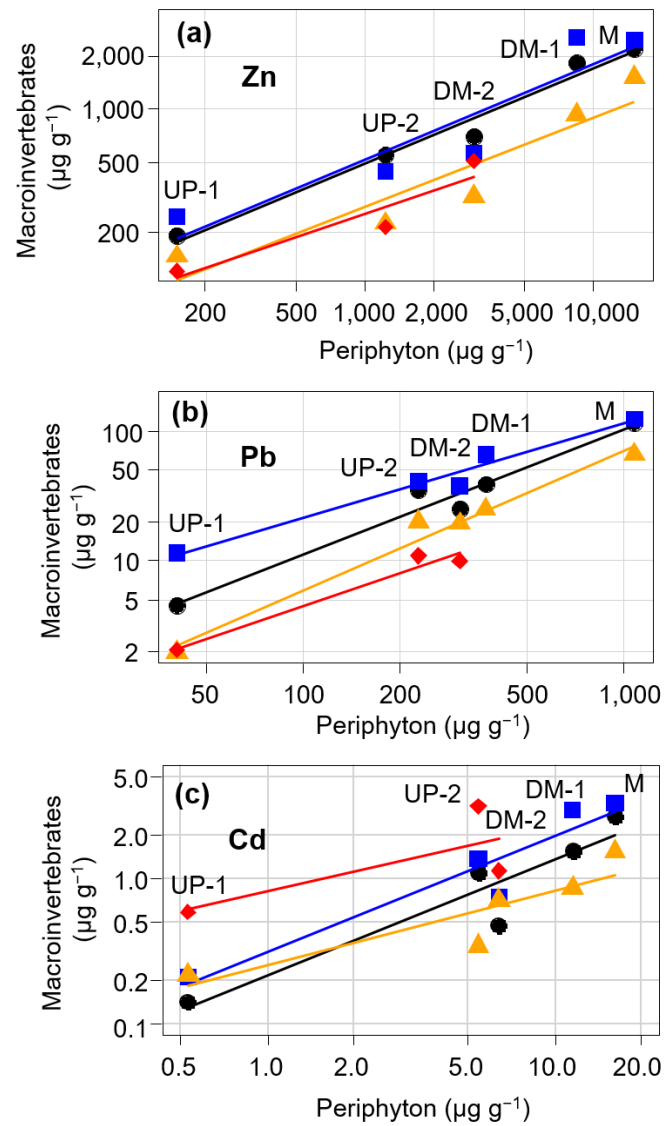 (a)
Zn
UP-1
UP-2
DM-2
DM-1
M
2,000
1,000
500
200
Macroinvertebrates
(µg g⁻¹)
200
500
1,000
2,000
5,000
10,000
Periphyton (µg g⁻¹)
(b)
Pb
UP-1
UP-2
DM-2
DM-1
M
100
50
20
10
5
2
Macroinvertebrates
(µg g⁻¹)
50
100
200
500
1,000
Periphyton (µg g⁻¹)
(c)
Cd
UP-1
UP-2
DM-2
DM-1
M
5.0
2.0
1.0
0.5
0.2
0.1
Macroinvertebrates
(µg g⁻¹)
0.5
1.0
2.0
5.0
10.0
20.0
Periphyton (µg g⁻¹)